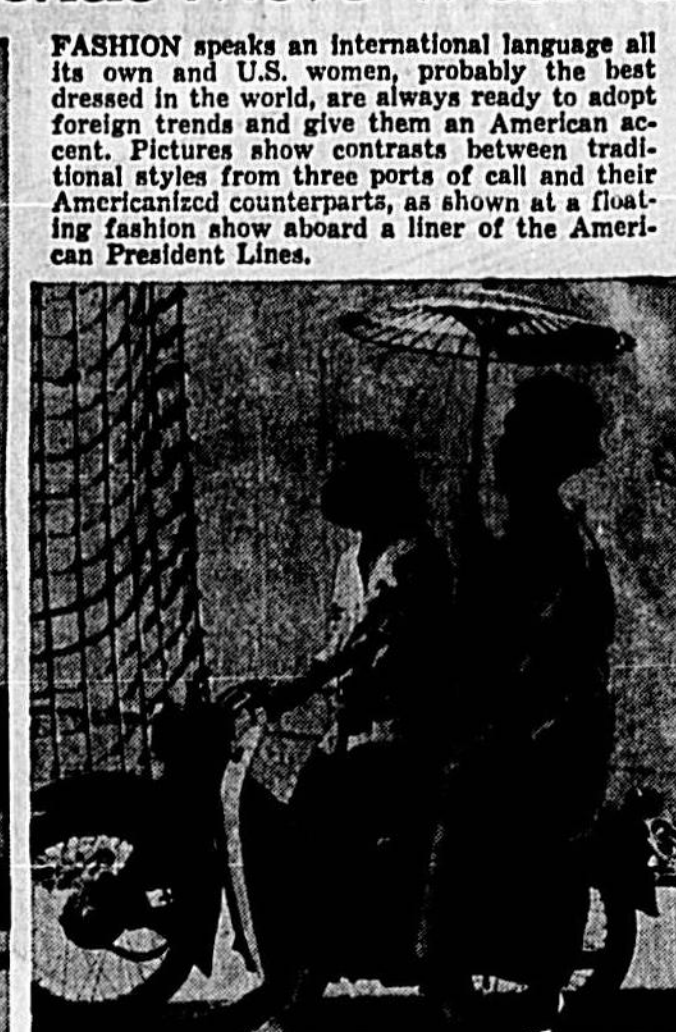 FASHION speaks an international language all
its own and U.S. women, probably the best
dressed in the world, are always ready to adopt
foreign trends and give them an American ac-
cent. Pictures show contrasts between tradi-
tional styles from three ports of call and their
Americanized counterparts, as shown at a float-
ing fashion show aboard a liner of the Ameri-
can President Lines.